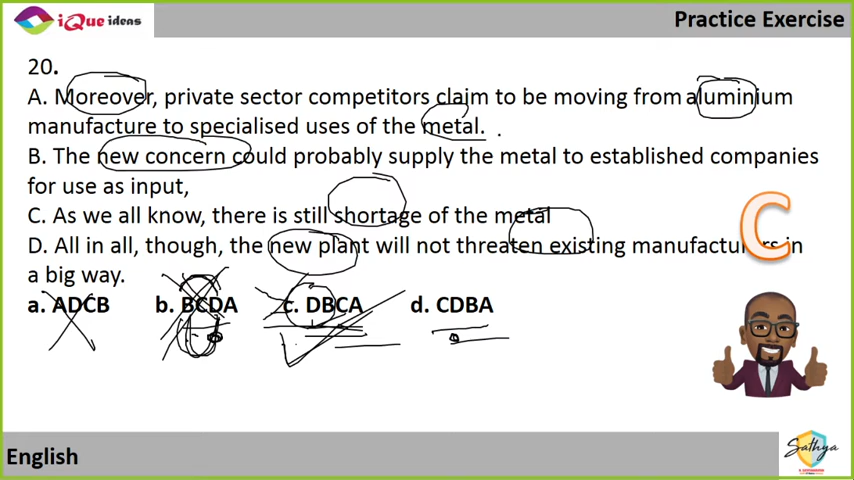 iQue ideas
Practice Exercise
20.
A. Moreover, private sector competitors claim to be moving from aluminium
manufacture to specialised uses of the metal.
B. The new concern could probably supply the metal to established companies
for use as input,
C. As we all know, there is still shortage of the metal
D. All in all, though, the new plant will not threaten existing manufacturers in
a big way.
a. ADCB b. BCDA c. DBCA d. CDBA
C
English
Sathya